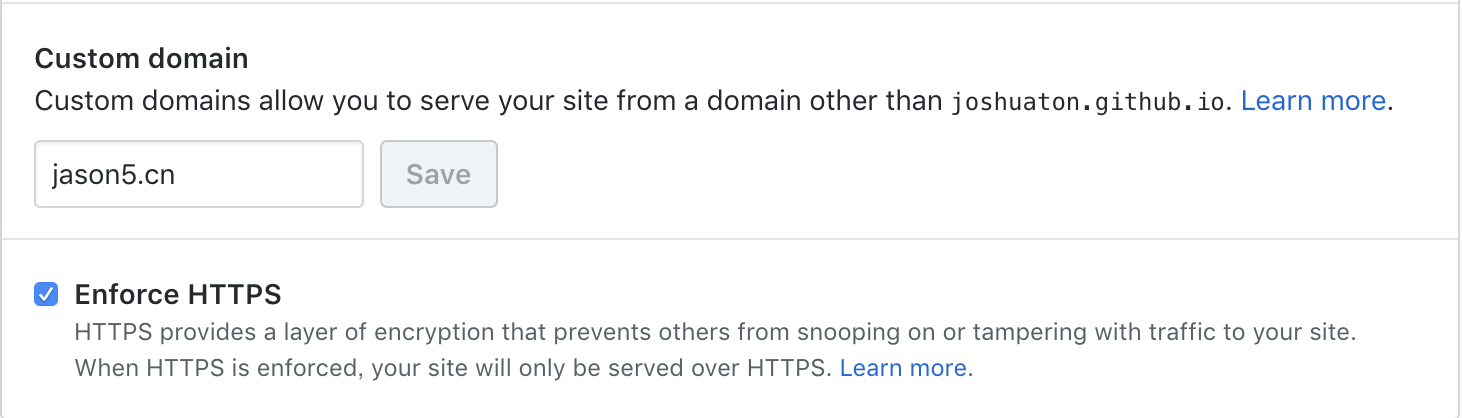 Custom domain
Custom domains allow you to serve your site from a domain other than joshuaton.github.io. Learn more.
jason5.cn Save
Enforce HTTPS
HTTPS provides a layer of encryption that prevents others from snooping on or tampering with traffic to your site.
When HTTPS is enforced, your site will only be served over HTTPS. Learn more.